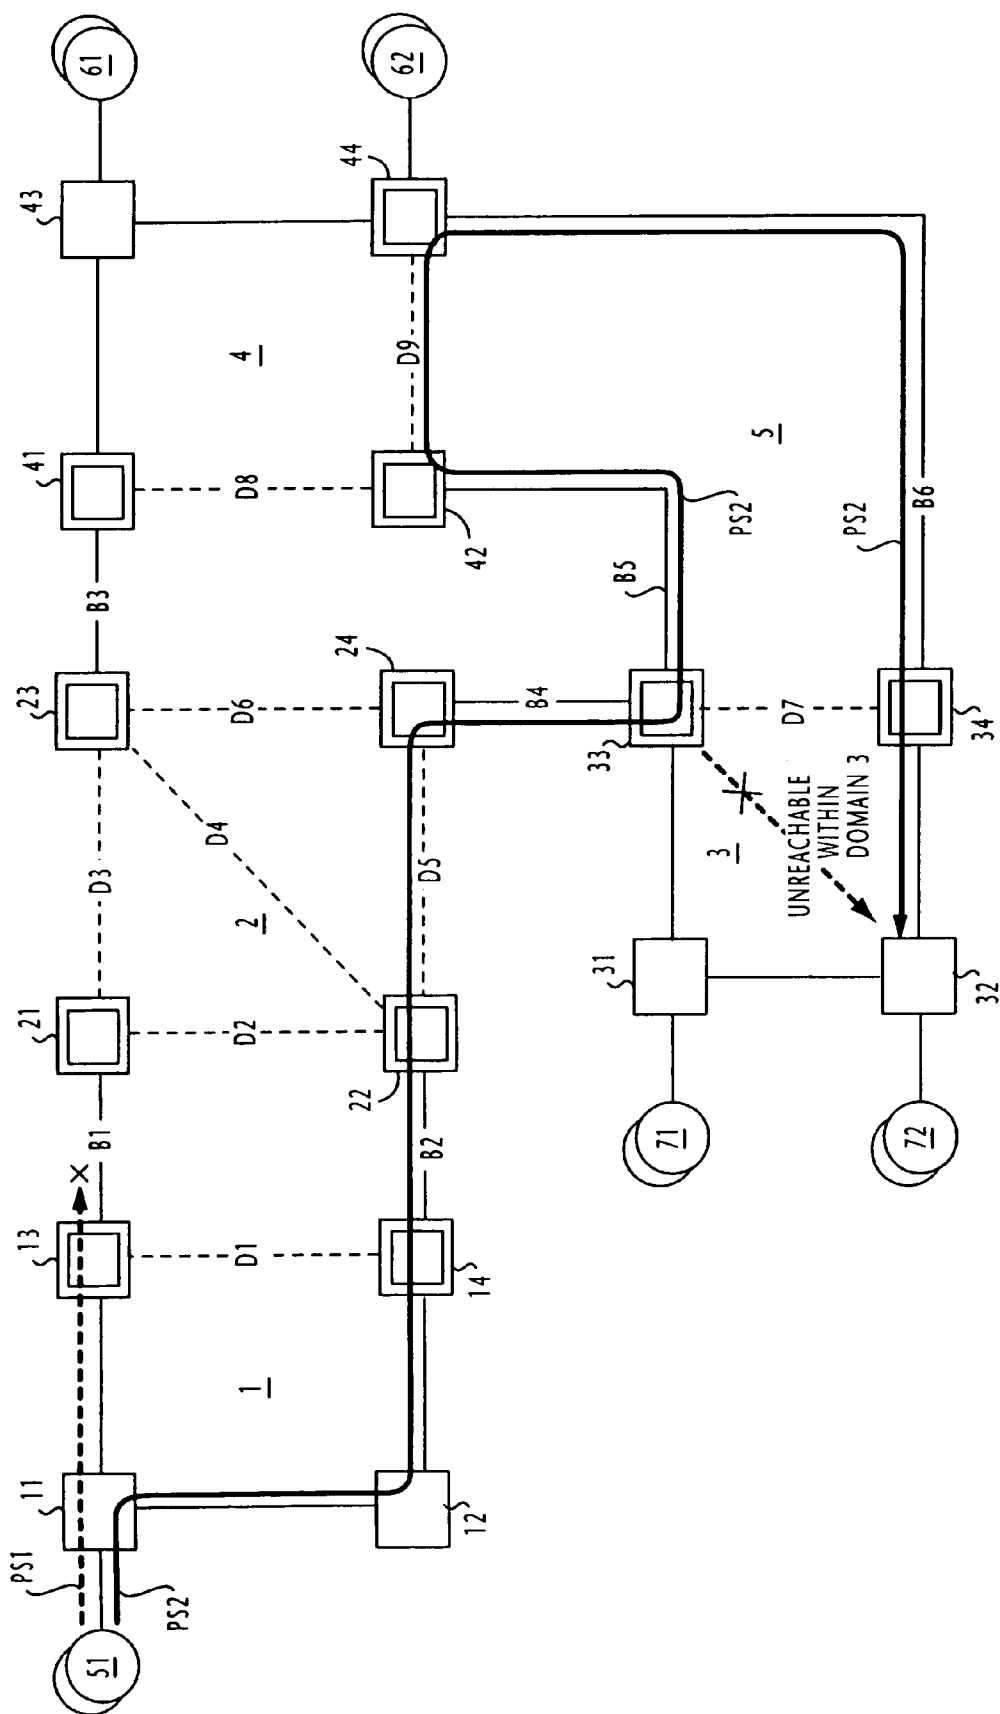 61
62
43
44
4
D9
41
D8
42
B3
5
B6
PS2
PS2
B5
23
D6
24
B4
33
D7
34
D3
D4
2
D5
3
UNREACHABLE
WITHIN
DOMAIN 3
31
32
21
D2
22
B1
B2
X
71
72
13
D1
14
1
11
12
PS1
PS2
51